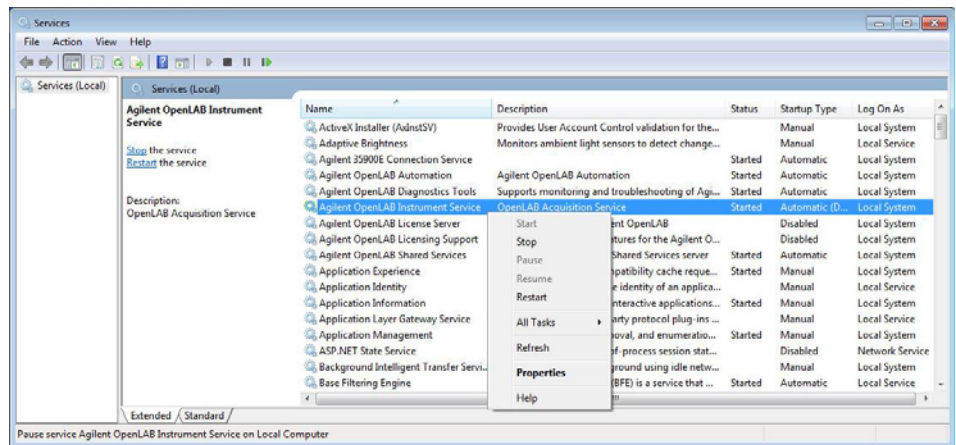 Services
File Action View Help
Services (Local)
Services (Local)
Agilent OpenLAB Instrument
Service
Stop the service
Restart the service
Description:
OpenLAB Acquisition Service
Name Description Status Startup Type Log On As
ActiveX Installer (AxInstSV) Provides User Account Control validation for the... Manual Local System
Adaptive Brightness Monitors ambient light sensors to detect change... Manual Local Service
Agilent 35900E Connection Service Started Automatic Local System
Agilent OpenLAB Automation Agilent OpenLAB Automation Started Automatic Local System
Agilent OpenLAB Diagnostics Tools Supports monitoring and troubleshooting of Agi... Started Manual Local System
Agilent OpenLAB Instrument Service OpenLAB Acquisition Service Started Automatic (D... Local System
Agilent OpenLAB License Server ent OpenLAB Disabled Local System
Agilent OpenLAB Licensing Support tures for the Agilent O... Disabled Local System
Agilent OpenLAB Shared Services Shared Services server Started Automatic Local System
Application Experience patibility cache reque... Started Manual Local System
Application Identity e identity of an applica... Manual Local Service
Application Information nteractive applications... Started Manual Local System
Application Layer Gateway Service arty protocol plug-ins ... Manual Local Service
Application Management oval, and enumeratio... Started Manual Local System
ASP.NET State Service of-process session stat... Disabled Network Service
Background Intelligent Transfer Servi... ground using idle netw... Manual Local System
Base Filtering Engine (BFE) is a service that ... Started Automatic Local Service
Start
Stop
Pause
Resume
Restart
All Tasks
Refresh
Properties
Help
Extended Standard
Pause service Agilent OpenLAB Instrument Service on Local Computer